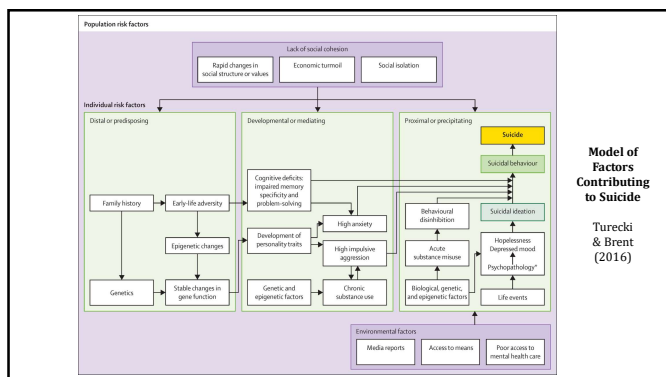 Population risk factors
Lack of social cohesion
Rapid changes in
social structure or values
Economic turmoil
Social isolation
Individual risk factors
Distal or predisposing
Family history
Early-life adversity
Epigenetic changes
Genetics
Stable changes in
gene function
Developmental or mediating
Cognitive deficits:
impaired memory
specificity and
problem-solving
High anxiety
Development of
personality traits
High impulsive
aggression
Genetic and
epigenetic factors
Chronic
substance use
Proximal or precipitating
Suicide
Suicidal behaviour
Suicidal ideation
Behavioural
disinhibition
Hopelessness
Depressed mood
Psychopathology*
Acute
substance misuse
Biological, genetic,
and epigenetic factors
Life events
Environmental factors
Media reports
Access to means
Poor access to
mental health care
Model of
Factors
Contributing
to Suicide
Turecki
& Brent
(2016)